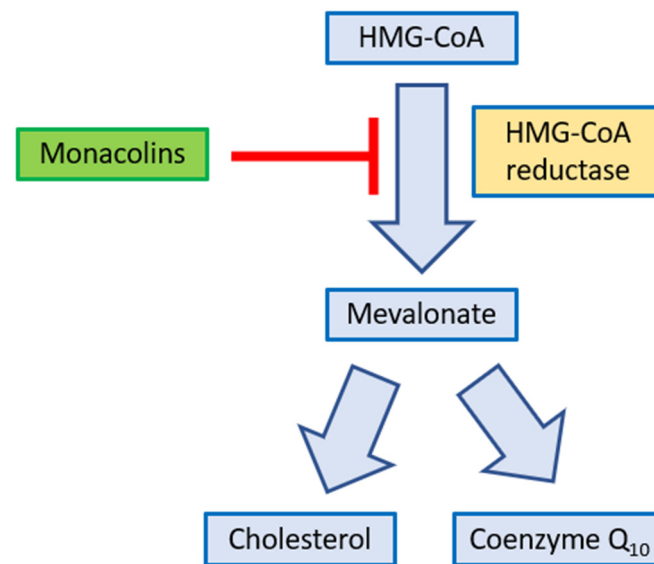 HMG-CoA
Monacolins
HMG-CoA
reductase
Mevalonate
Cholesterol
Coenzyme Q₁₀